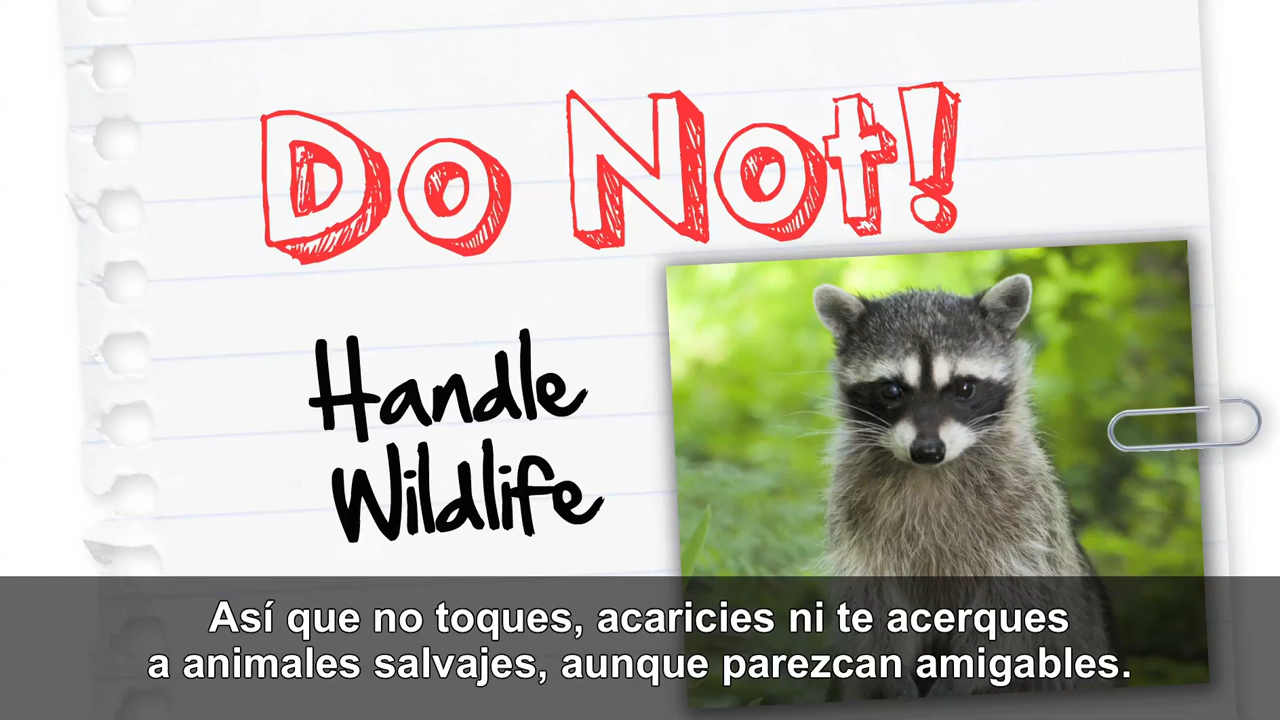 Do Not!
Handle
Wildlife
Así que no toques, acaricies ni te acerques
a animales salvajes, aunque parezcan amigables.